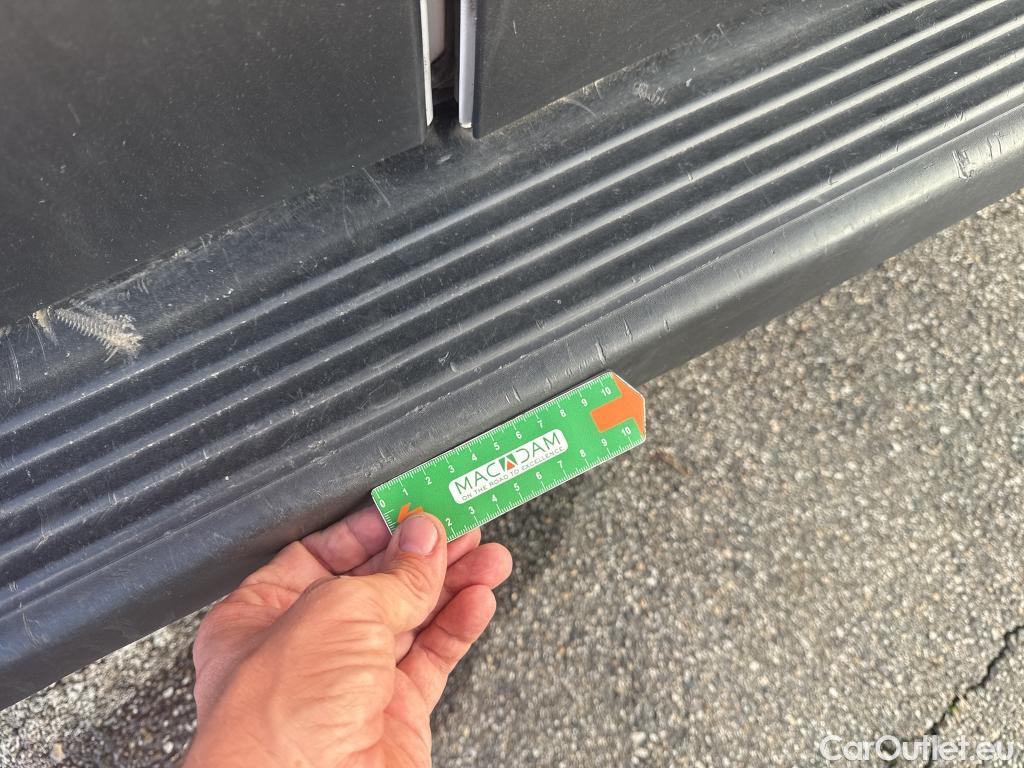 0 1 2 3 4 5 6 7 8 9 10
MACADAM
ON THE ROAD TO EXCELLENCE
2 3 4 5 6 7 8 9 10
CarOutlet.eu